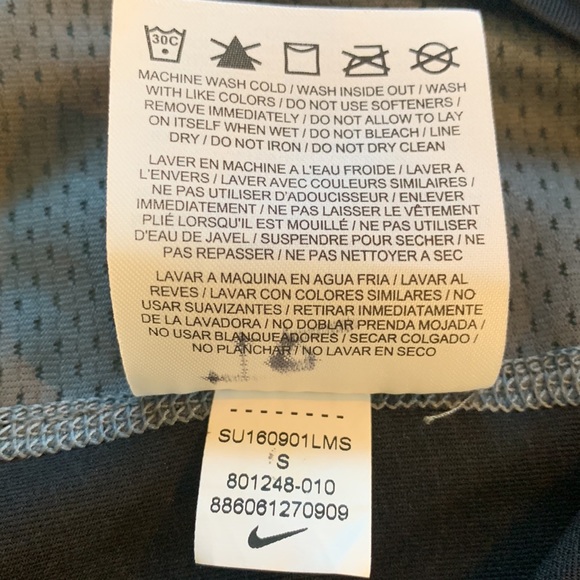 30C
MACHINE WASH COLD / WASH INSIDE OUT / WASH
WITH LIKE COLORS / DO NOT USE SOFTENERS /
REMOVE IMMEDIATELY / DO NOT ALLOW TO LAY
ON ITSELF WHEN WET / DO NOT BLEACH / LINE
DRY / DO NOT IRON / DO NOT DRY CLEAN
LAVER EN MACHINE A L'EAU FROIDE / LAVER A
L'ENVERS / LAVER AVEC COULEURS SIMILAIRES /
NE PAS UTILISER D'ADOUCISSEUR / ENLEVER
IMMEDIATEMENT / NE PAS LAISSER LE VÊTEMENT
PLIÉ LORSQU'IL EST MOUILLÉ / NE PAS UTILISER
D'EAU DE JAVEL / SUSPENDRE POUR SECHER / NE
PAS REPASSER / NE PAS NETTOYER A SEC
LAVAR A MAQUINA EN AGUA FRIA / LAVAR AL
REVES / LAVAR CON COLORES SIMILARES / NO
USAR SUAVIZANTES / RETIRAR IMMEDIATAMENTE
DE LA LAVADORA / NO DOBLAR PRENDA MOJADA /
NO USAR BLANQUEADORES / SECAR COLGADO /
NO PLANCHAR / NO LAVAR EN SECO
--------
SU160901LMS
S
801248-010
886061270909